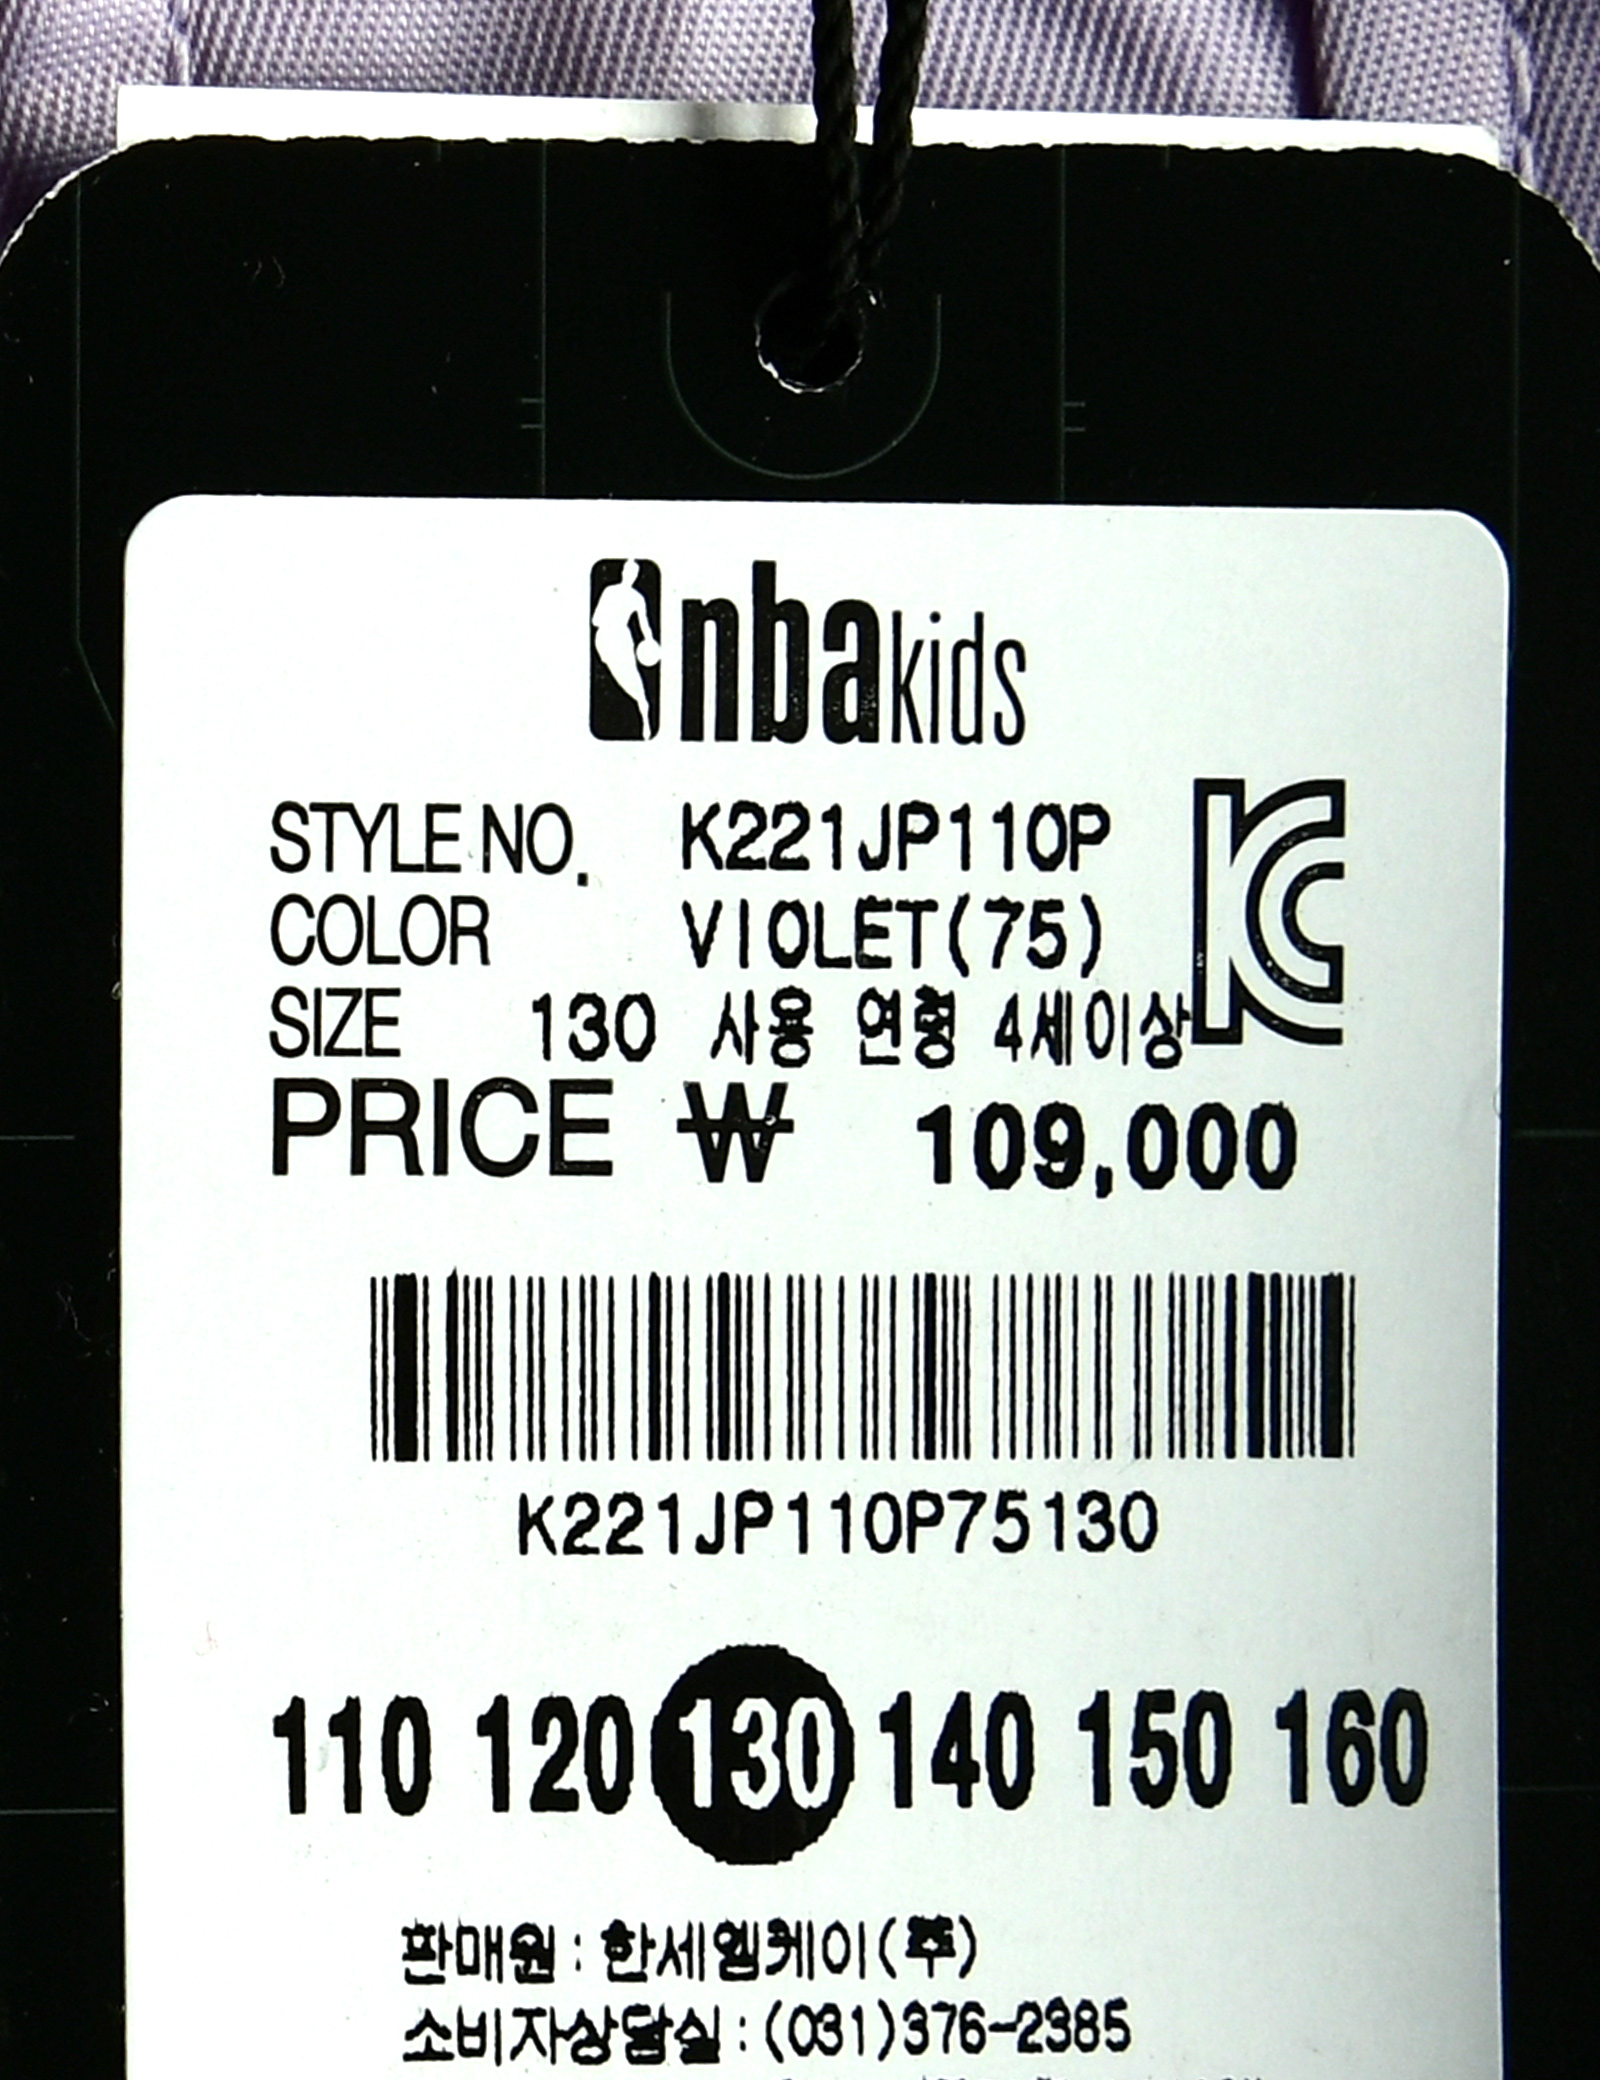 nba kids
STYLE NO. K221JP110P
COLOR VIOLET(75)
SIZE 130 사용 연령 4세이상
PRICE ₩ 109,000
K221JP110P75130
110 120 130 140 150 160
판매원:한세엠케이(주)
소비자상담실:(031)376-2385